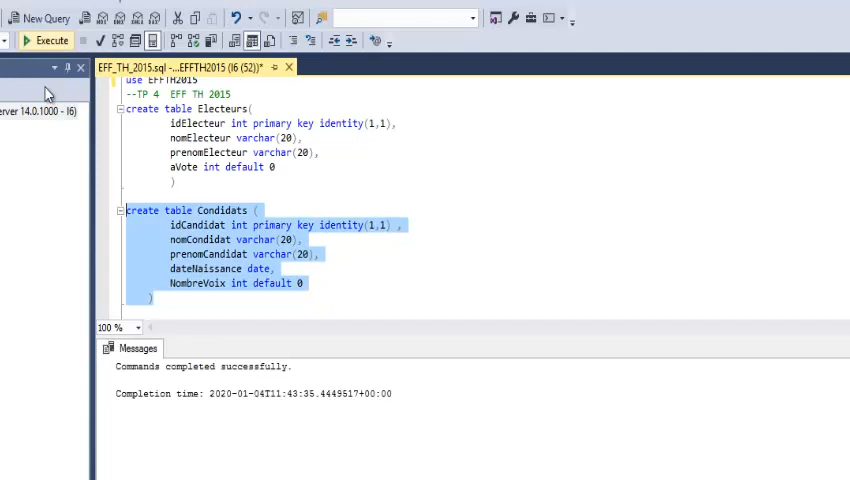 New Query
Execute
EFF_TH_2015.sql -...EFFTH2015 (I6 (52))*
erver 14.0.1000 - I6)
use EFFTH2015
--TP 4  EFF TH 2015
create table Electeurs(
idElecteur int primary key identity(1,1),
nomElecteur varchar(20),
prenomElecteur varchar(20),
aVote int default 0
)
create table Condidats (
idCandidat int primary key identity(1,1) ,
nomCondidat varchar(20),
prenomCandidat varchar(20),
dateNaissance date,
NombreVoix int default 0
)
100 %
Messages
Commands completed successfully.
Completion time: 2020-01-04T11:43:35.4449517+00:00